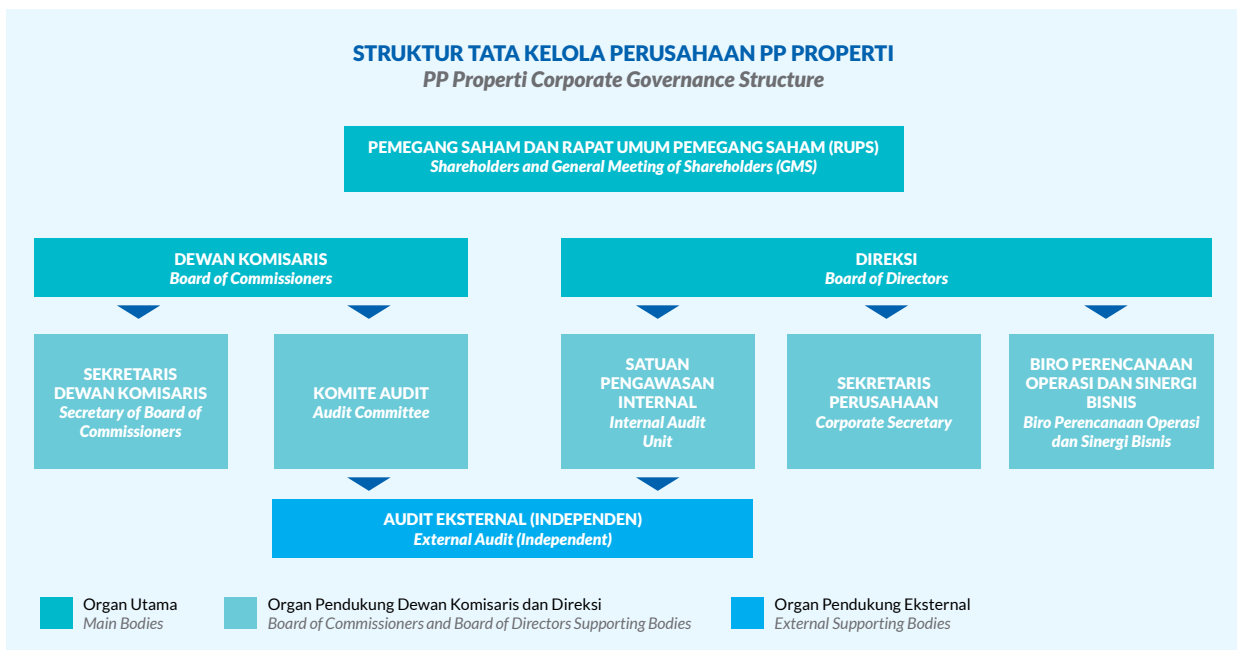 STRUKTUR TATA KELOLA PERUSAHAAN PP PROPERTI
PP Properti Corporate Governance Structure
PEMEGANG SAHAM DAN RAPAT UMUM PEMEGANG SAHAM (RUPS)
Shareholders and General Meeting of Shareholders (GMS)
DEWAN KOMISARIS
Board of Commissioners
DIREKSI
Board of Directors
SEKRETARIS
DEWAN KOMISARIS
Secretary of Board of
Commissioners
KOMITE AUDIT
Audit Committee
SATUAN
PENGAWASAN
INTERNAL
Internal Audit
Unit
SEKRETARIS
PERUSAHAAN
Corporate Secretary
BIRO PERENCANAAN
OPERASI DAN SINERGI
BISNIS
Biro Perencanaan Operasi
dan Sinergi Bisnis
AUDIT EKSTERNAL (INDEPENDEN)
External Audit (Independent)
Organ Utama
Main Bodies
Organ Pendukung Dewan Komisaris dan Direksi
Board of Commissioners and Board of Directors Supporting Bodies
Organ Pendukung Eksternal
External Supporting Bodies